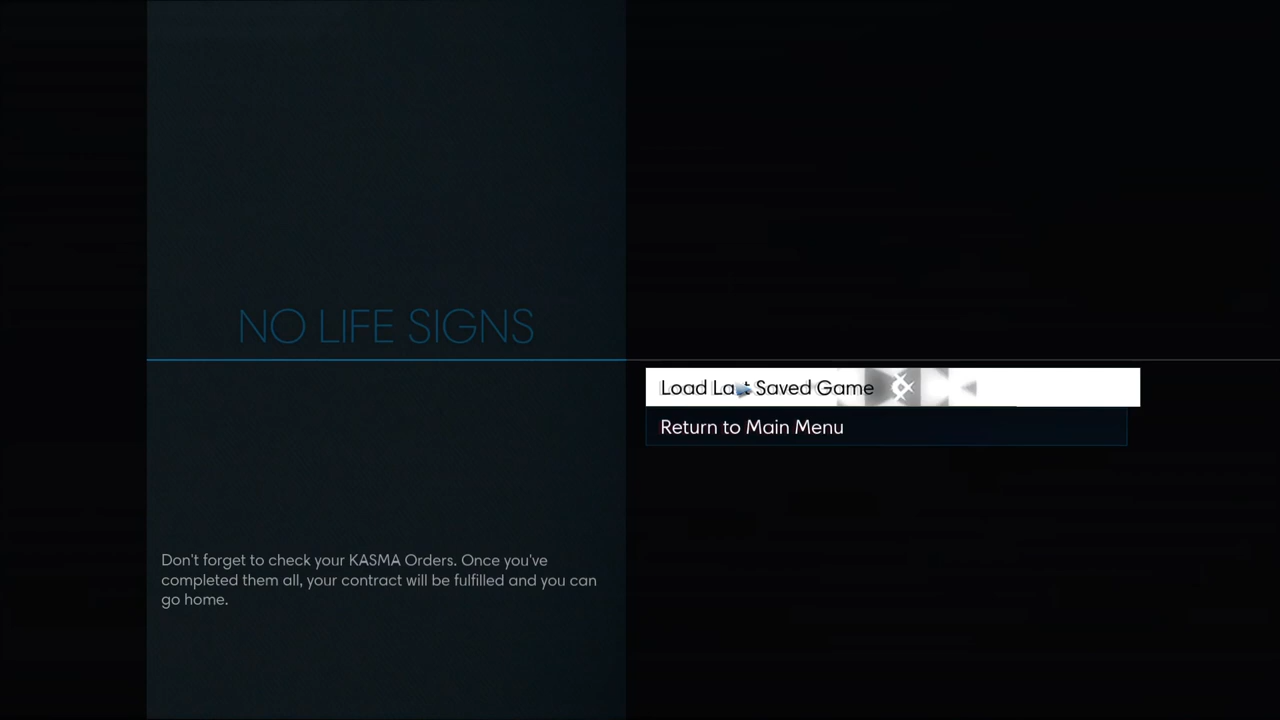 NO LIFE SIGNS
Load Last Saved Game
Return to Main Menu
Don't forget to check your KASMA Orders. Once you've
completed them all, your contract will be fulfilled and you can
go home.